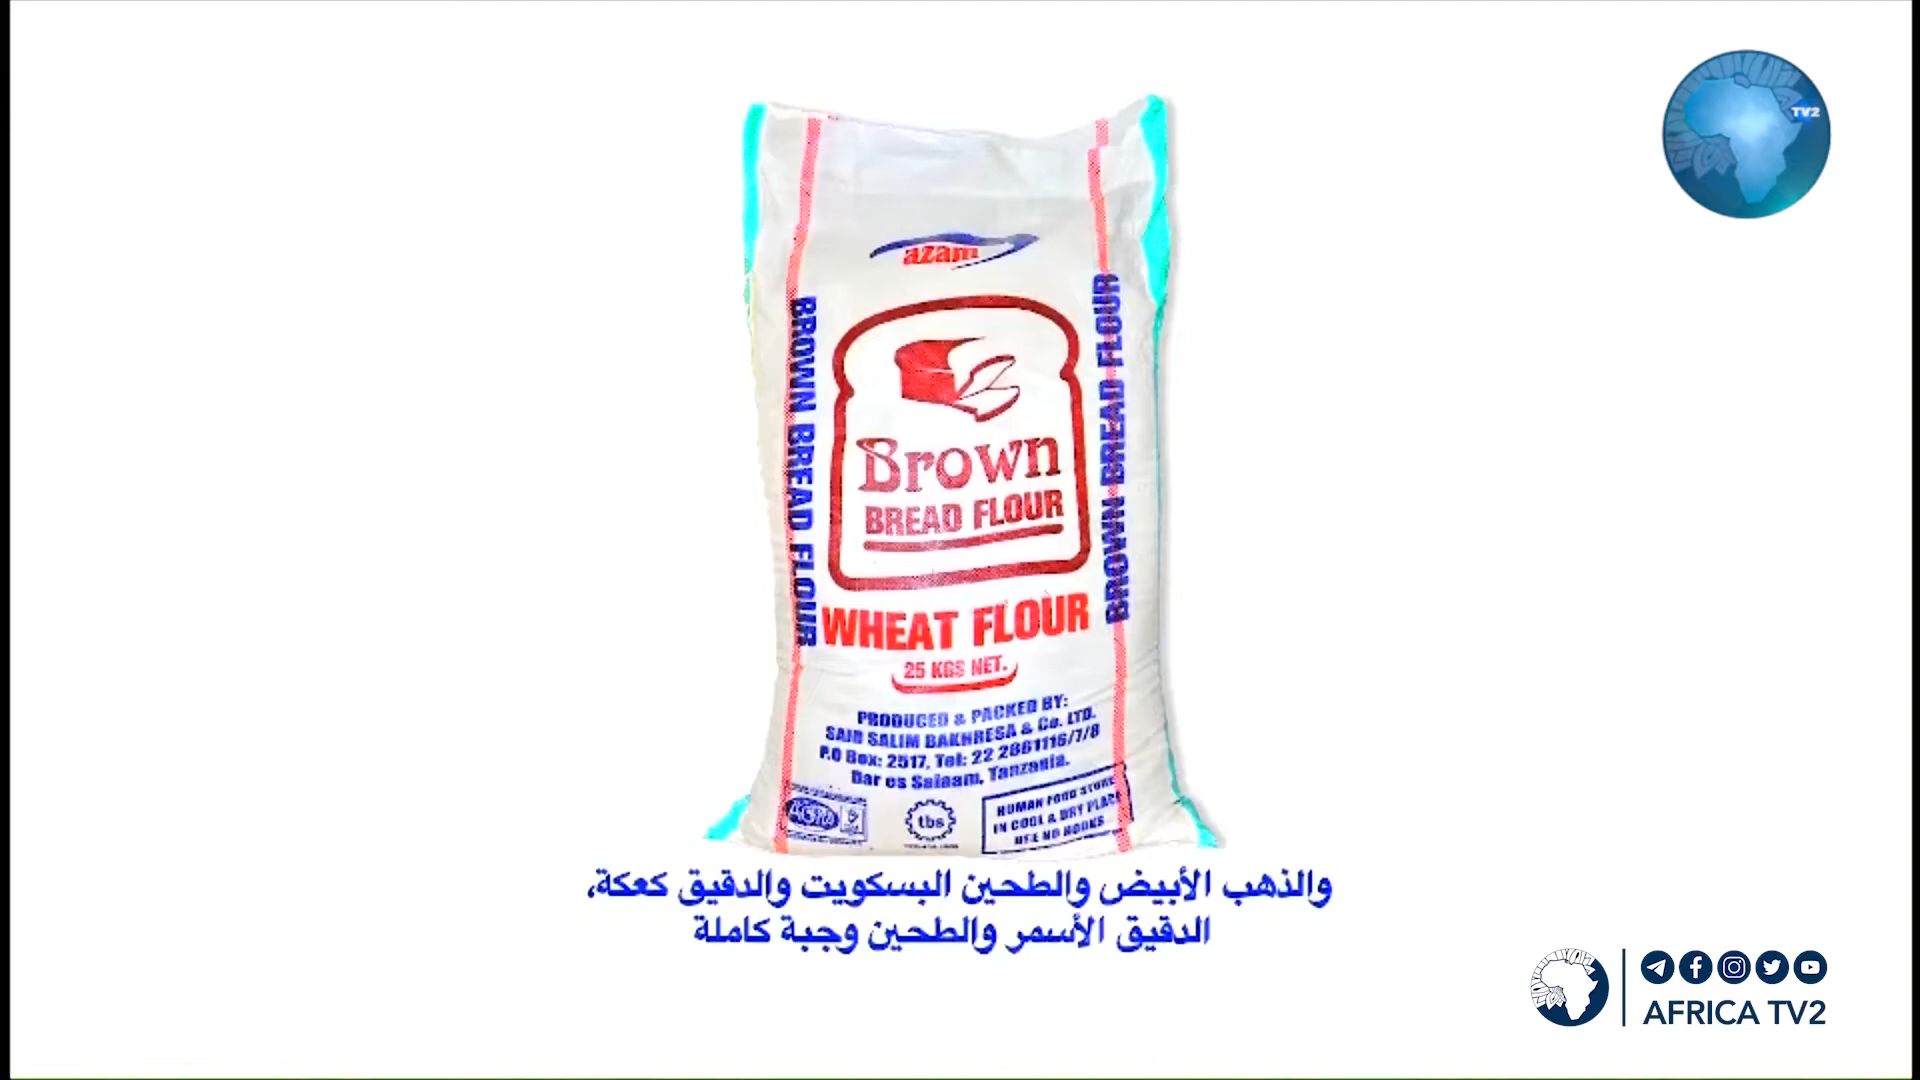 TV2
azam
BROWN BREAD FLOUR
BROWN BREAD FLOUR
Brown
BREAD FLOUR
WHEAT FLOUR
25 KGS NET.
PRODUCED & PACKED BY:
SAID SALIM BAKHRESA & Co. LTD.
P.O Box: 2517, Tel: 22 2861116/7/8
Dar es Salaam, Tanzania.
tbs
HUMAN FOOD STORE
IN COOL & DRY PLACE
USE NO HOOKS
والذهب الأبيض والطحين البسكويت والدقيق كعكة،
الدقيق الأسمر والطحين وجبة كاملة
AFRICA TV2